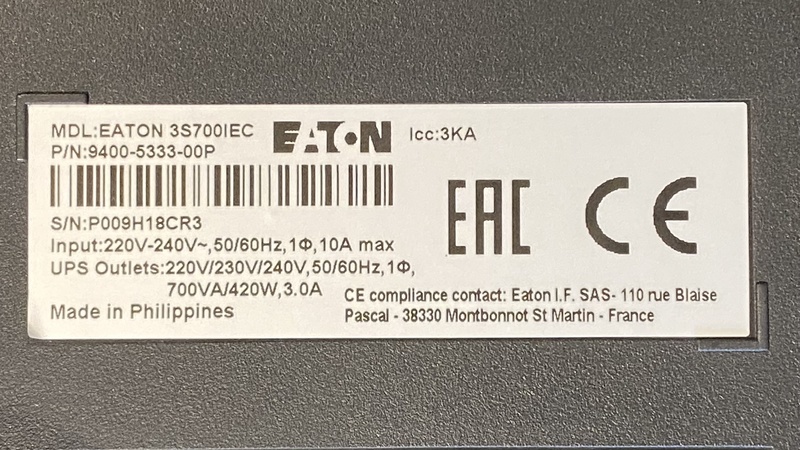 MDL:EATON 3S700IEC
P/N:9400-5333-00P
EATON
Icc:3KA
S/N:P009H18CR3
Input:220V-240V~,50/60Hz,1Φ,10A max
UPS Outlets:220V/230V/240V,50/60Hz,1Φ,
700VA/420W,3.0A
Made in Philippines
EAC CE
CE compliance contact: Eaton I.F. SAS- 110 rue Blaise
Pascal - 38330 Montbonnot St Martin - France